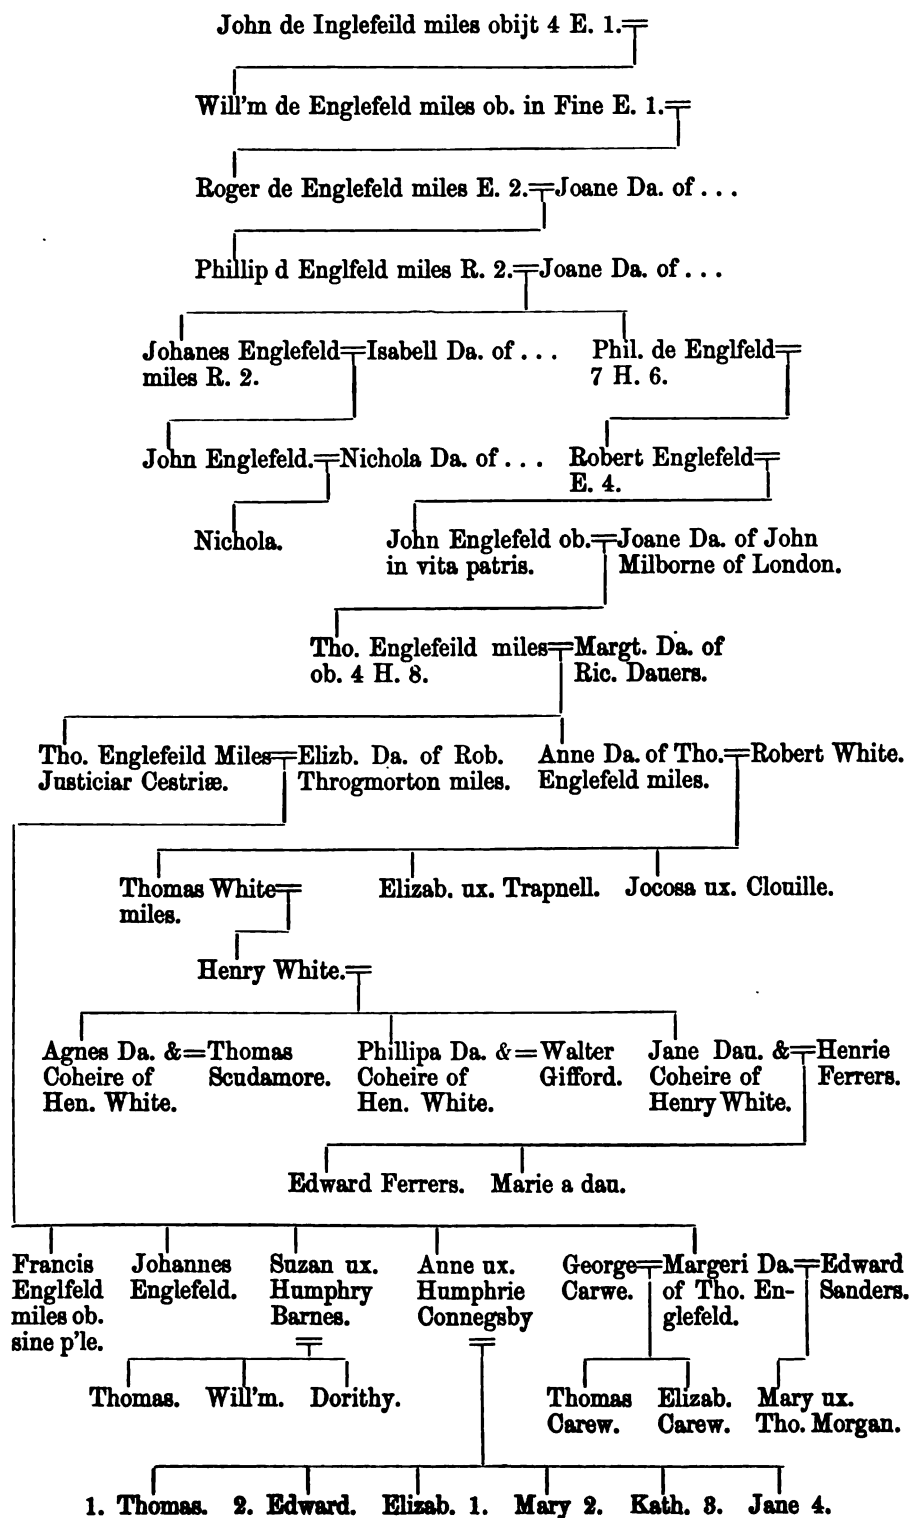 John de Inglefeild miles obijt 4 E. 1.=
Will'm de Englefeld miles ob. in Fine E. 1.=
Roger de Englefeld miles E. 2.=Joane Da. of . . .
Phillip d Englfeld miles R. 2.=Joane Da. of . . .
Johanes Englefeld=Isabell Da. of . . .
miles R. 2.
Phil. de Englfeld=
7 H. 6.
John Englefeld.=Nichola Da. of . . .
Robert Englefeld=
E. 4.
Nichola.
John Englefeld ob.=Joane Da. of John
in vita patris. Milborne of London.
Tho. Englefeild miles=Margt. Da. of
ob. 4 H. 8. Ric. Dauers.
Tho. Englefeild Miles=Elizb. Da. of Rob.
Justiciar Cestriæ. Throgmorton miles.
Anne Da. of Tho.=Robert White.
Englefeld miles.
Thomas White=
miles.
Elizab. ux. Trapnell.
Jocosa ux. Clouille.
Henry White.=
Agnes Da. &=Thomas
Coheire of Scudamore.
Hen. White.
Phillipa Da. &=Walter
Coheire of Gifford.
Hen. White.
Jane Dau. &=Henrie
Coheire of Ferrers.
Henry White.
Edward Ferrers. Marie a dau.
Francis
Englfeld
miles ob.
sine p'le.
Johannes
Englefeld.
Suzan ux.
Humphry
Barnes.
=
Anne ux.
Humphrie
Connegsby
=
George=Margeri Da.=Edward
Carwe. of Tho. En- Sanders.
glefeld.
Thomas. Will'm. Dorithy.
Thomas
Carew.
Elizab.
Carew.
Mary ux.
Tho. Morgan.
1. Thomas. 2. Edward. Elizab. 1. Mary 2. Kath. 3. Jane 4.